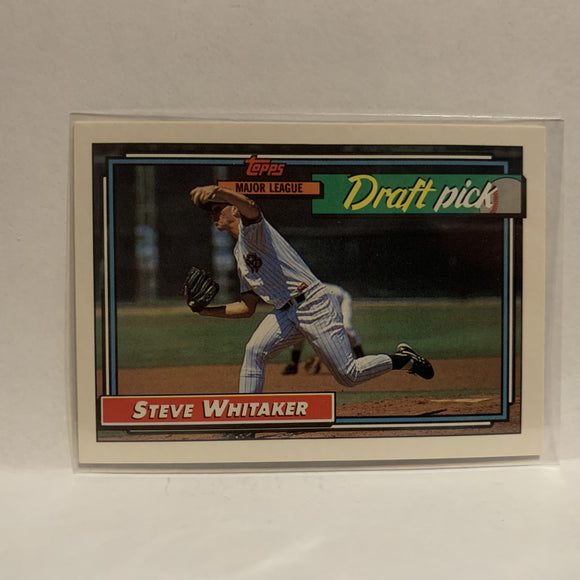 Topps
MAJOR LEAGUE
Draft pick
STEVE WHITAKER